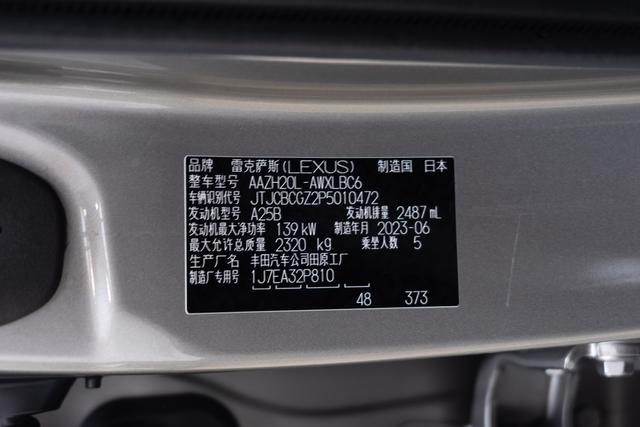 品牌 雷克萨斯(LEXUS) 制造国 日本
整车型号 AAZH20L-AWXLBC6
车辆识别代号 JTJCBCGZ2P5010472
发动机型号 A25B 发动机排量 2487 mL
发动机最大净功率 139 kW 制造年月 2023-06
最大允许总质量 2320 kg 乘坐人数 5
生产厂名 丰田汽车公司田原工厂
制造厂专用号 1J7EA32P810
48 373